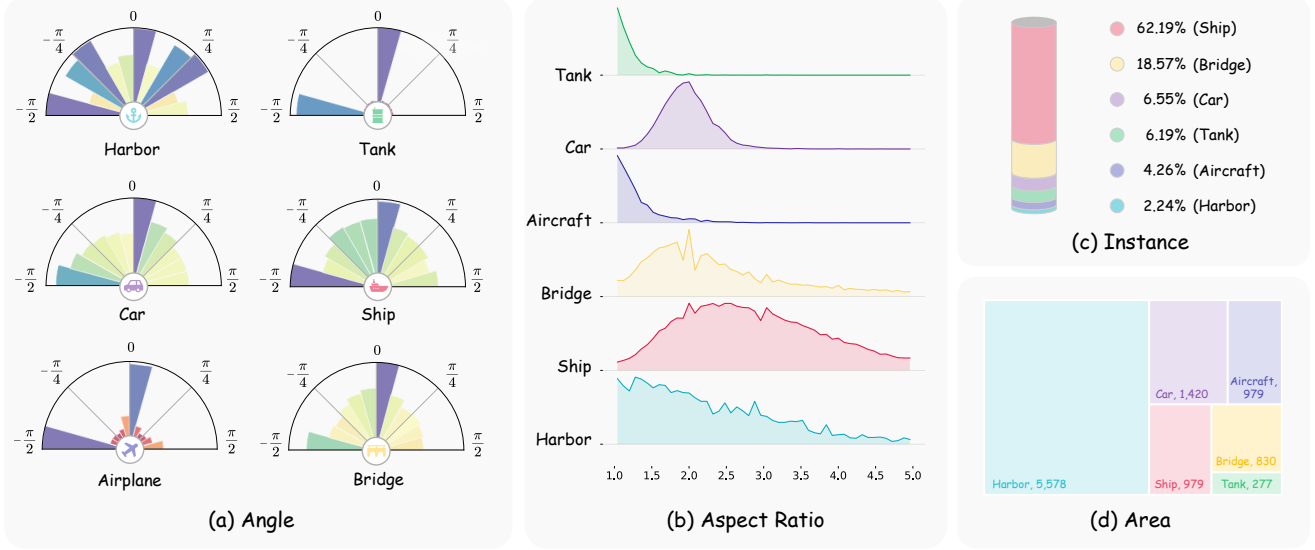 0
−π/4
π/4
−π/2
π/2
Harbor
0
−π/4
π/4
−π/2
π/2
Tank
0
−π/4
π/4
−π/2
π/2
Car
0
−π/4
π/4
−π/2
π/2
Ship
0
−π/4
π/4
−π/2
π/2
Airplane
0
−π/4
π/4
−π/2
π/2
Bridge
(a) Angle
Tank
Car
Aircraft
Bridge
Ship
Harbor
1.0 1.5 2.0 2.5 3.0 3.5 4.0 4.5 5.0
(b) Aspect Ratio
62.19% (Ship)
18.57% (Bridge)
6.55% (Car)
6.19% (Tank)
4.26% (Aircraft)
2.24% (Harbor)
(c) Instance
Harbor, 5,578
Car, 1,420
Aircraft,
979
Ship, 979
Bridge, 830
Tank, 277
(d) Area